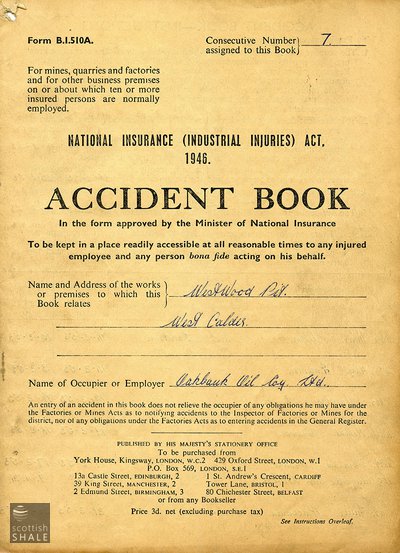 Form B.I.510A.
Consecutive Number
assigned to this Book
7.
For mines, quarries and factories
and for other business premises
on or about which ten or more
insured persons are normally
employed.
NATIONAL INSURANCE (INDUSTRIAL INJURIES) ACT,
1946.
ACCIDENT BOOK
In the form approved by the Minister of National Insurance
To be kept in a place readily accessible at all reasonable times to any injured
employee and any person bona fide acting on his behalf.
Name and Address of the works
or premises to which this
Book relates
Westwood Pit.
West Calder
Name of Occupier or Employer Oakbank Oil Coy. Ltd.
An entry of an accident in this book does not relieve the occupier of any obligations he may have under
the Factories or Mines Acts as to notifying accidents to the Inspector of Factories or Mines for the
district, nor of any obligations under the Factories Acts as to entering accidents in the General Register.
PUBLISHED BY HIS MAJESTY'S STATIONERY OFFICE
To be purchased from
York House, Kingsway, LONDON, W.C.2 429 Oxford Street, LONDON, W.1
P.O. Box 569, LONDON, S.E.1
13a Castle Street, EDINBURGH, 2 1 St. Andrew's Crescent, CARDIFF
39 King Street, MANCHESTER, 2 Tower Lane, BRISTOL, 1
2 Edmund Street, BIRMINGHAM, 3 80 Chichester Street, BELFAST
or from any Bookseller
Price 3d. net (excluding purchase tax)
See Instructions Overleaf.
scottish
SHALE